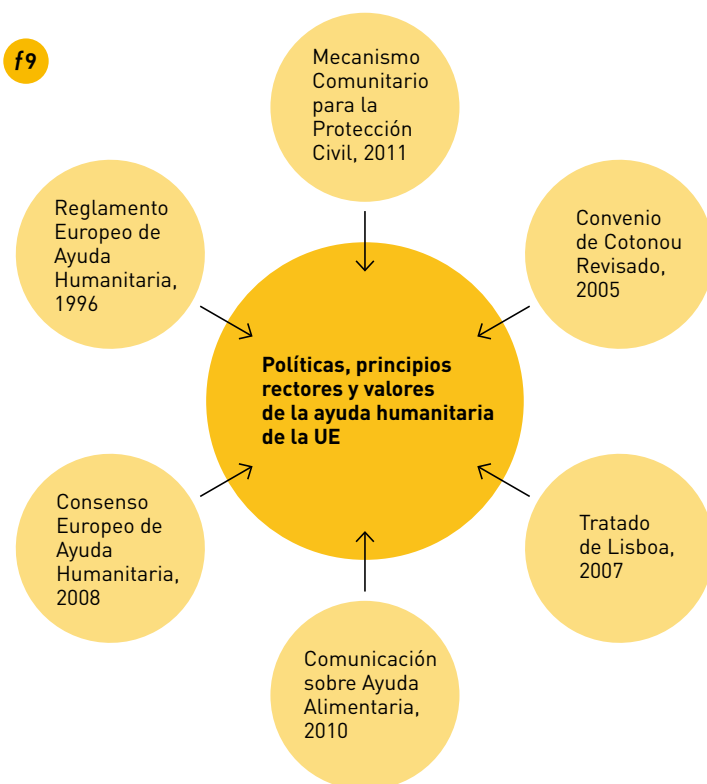 f9
Mecanismo
Comunitario
para la
Protección
Civil, 2011
Reglamento
Europeo de
Ayuda
Humanitaria,
1996
Convenio
de Cotonou
Revisado,
2005
Políticas, principios
rectores y valores
de la ayuda humanitaria
de la UE
Consenso
Europeo de
Ayuda
Humanitaria,
2008
Tratado
de Lisboa,
2007
Comunicación
sobre Ayuda
Alimentaria,
2010